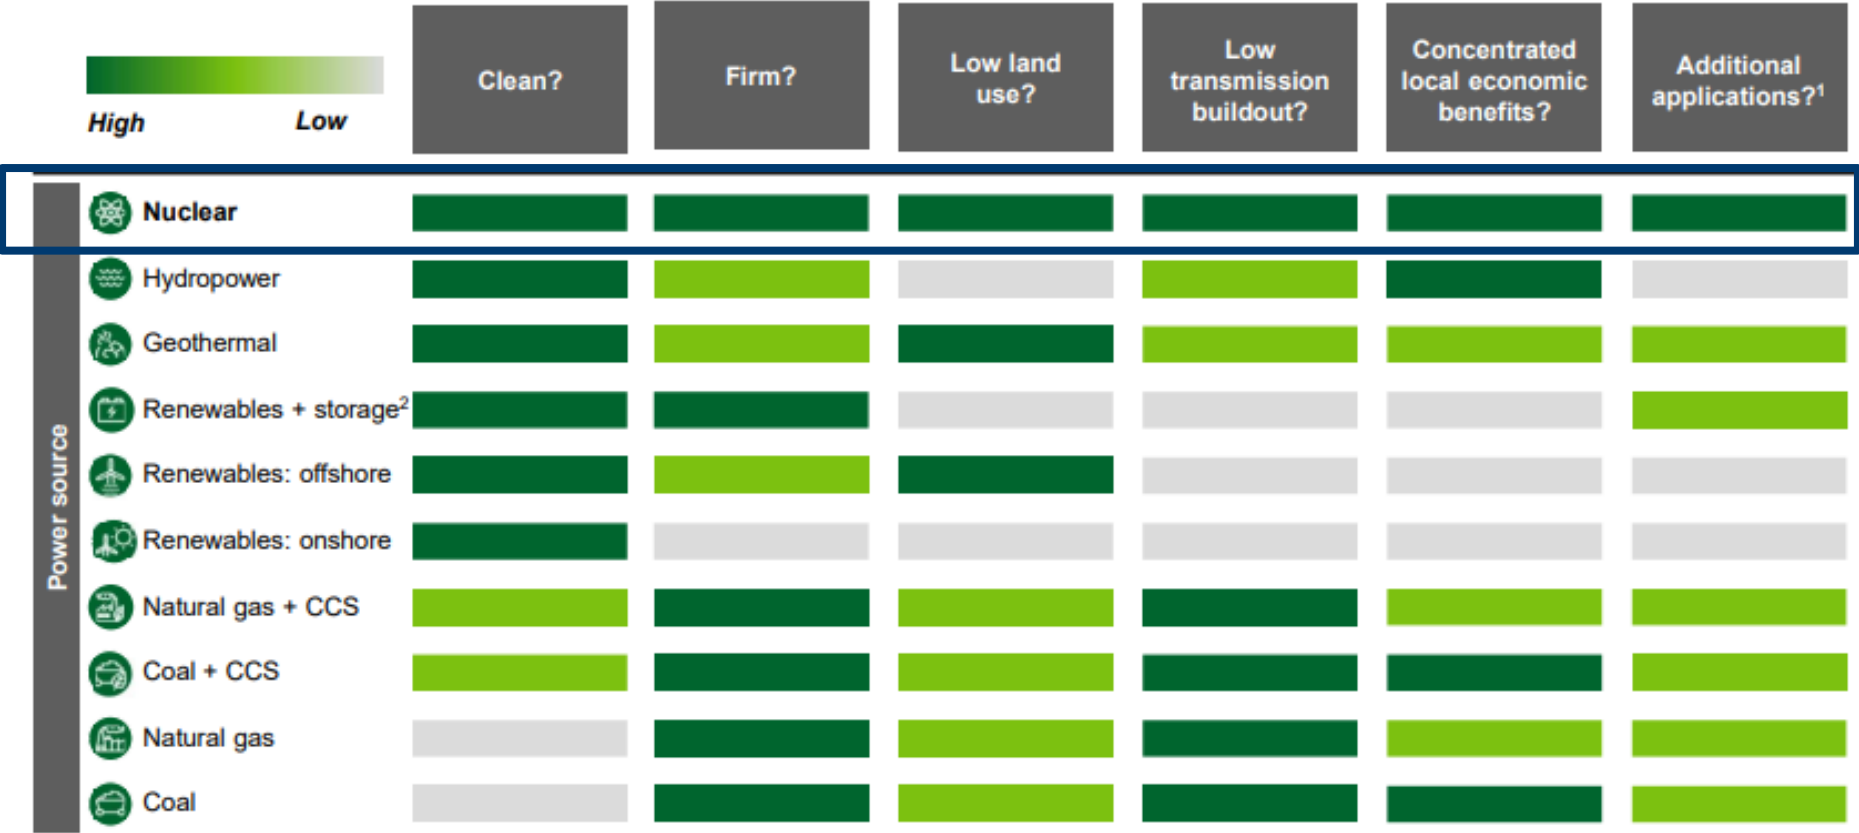 High
Low
Clean?
Firm?
Low land
use?
Low
transmission
buildout?
Concentrated
local economic
benefits?
Additional
applications?¹
Power source
Nuclear
Hydropower
Geothermal
Renewables + storage²
Renewables: offshore
Renewables: onshore
Natural gas + CCS
Coal + CCS
Natural gas
Coal